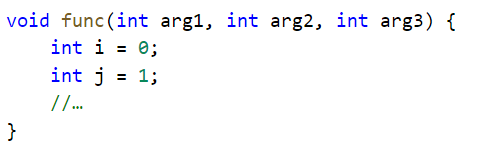 void func(int arg1, int arg2, int arg3) {
    int i = 0;
    int j = 1;
    //…
}